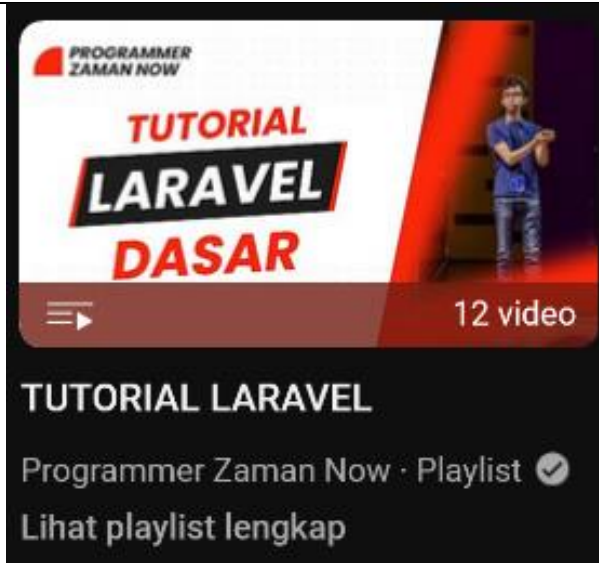 PROGRAMMER
ZAMAN NOW
TUTORIAL
LARAVEL
DASAR
12 video
TUTORIAL LARAVEL
Programmer Zaman Now · Playlist
Lihat playlist lengkap